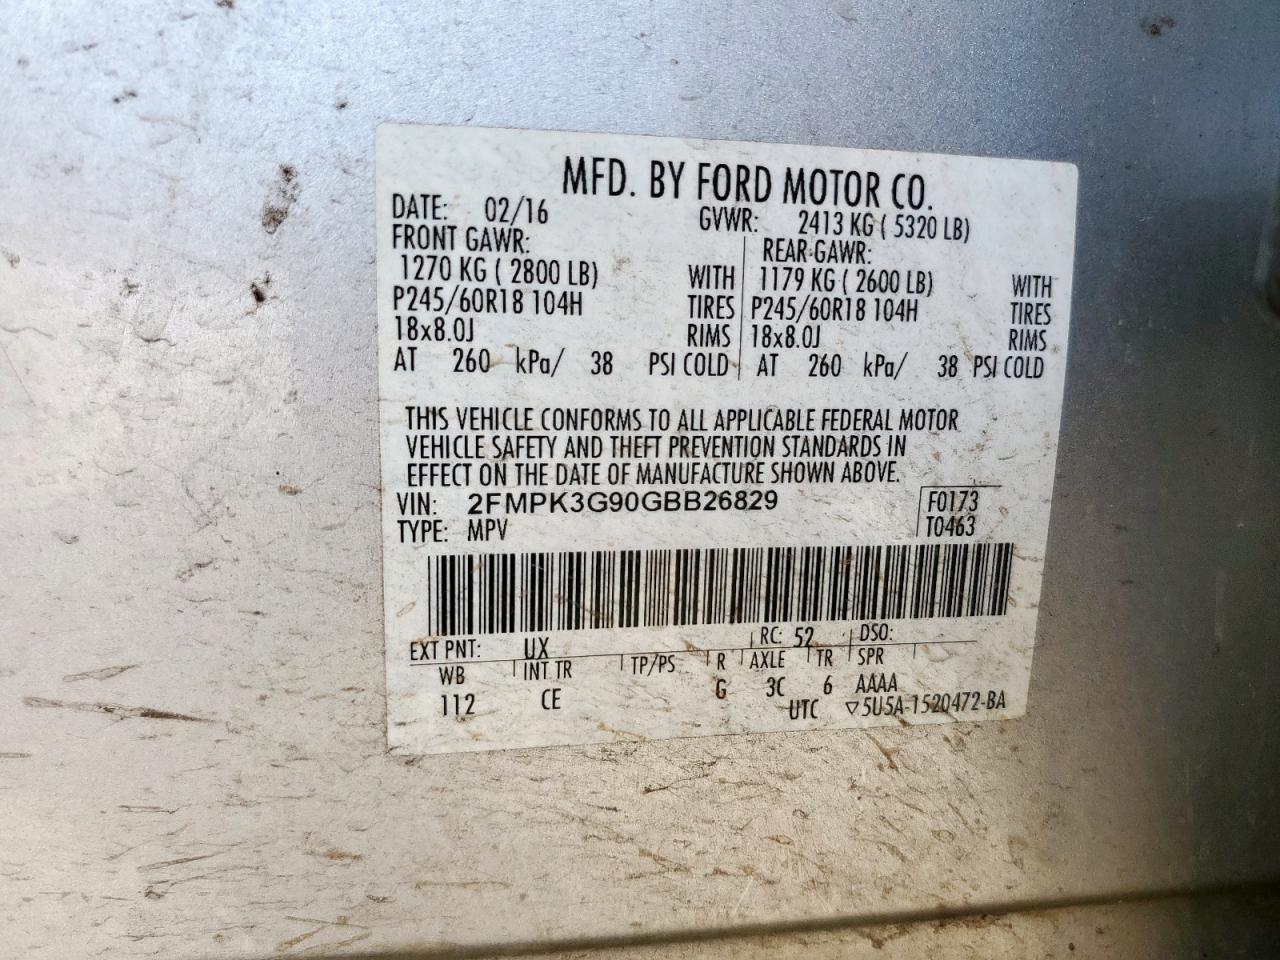 MFD. BY FORD MOTOR CO.
DATE: 02/16 GVWR: 2413 KG ( 5320 LB)
FRONT GAWR: REAR GAWR:
1270 KG ( 2800 LB) WITH 1179 KG ( 2600 LB) WITH
P245/60R18 104H TIRES P245/60R18 104H TIRES
18x8.0J RIMS 18x8.0J RIMS
AT 260 kPa/ 38 PSI COLD AT 260 kPa/ 38 PSI COLD
THIS VEHICLE CONFORMS TO ALL APPLICABLE FEDERAL MOTOR
VEHICLE SAFETY AND THEFT PREVENTION STANDARDS IN
EFFECT ON THE DATE OF MANUFACTURE SHOWN ABOVE.
VIN: 2FMPK3G90GBB26829 F0173
TYPE: MPV T0463
EXT PNT: UX RC: 52 DSO:
WB INT TR TP/PS R AXLE TR SPR
112 CE G 3C 6 AAAA
UTC ▽5U5A-1520472-BA